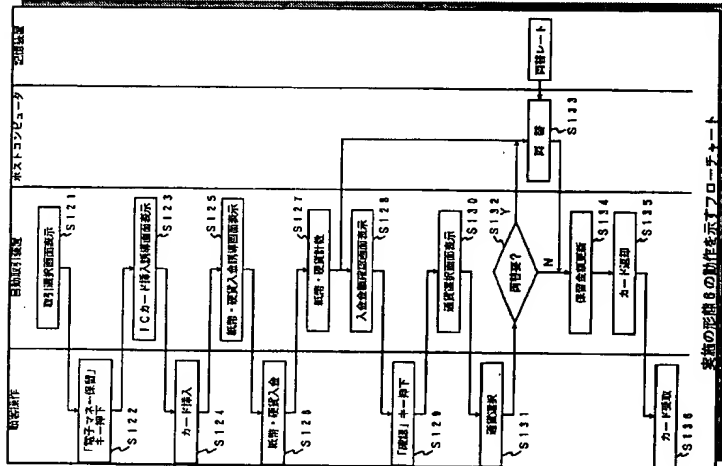 顧客操作
自動取引装置
ホストコンピュータ
記憶装置
取引選択画面表示
S121
「電子マネー保留」
キー押下
S122
ICカード挿入誘導画面表示
S123
カード挿入
S124
紙幣・硬貨入金誘導画面表示
S125
紙幣・硬貨入金
S126
紙幣・硬貨計数
S127
入金金額確認画面表示
S128
「確認」キー押下
S129
通貨選択画面表示
S130
通貨選択
S131
両替要?
S132
Y
N
両替
S133
両替レート
保留金額更新
S134
カード返却
S135
カード受取
S136
実施の形態6の動作を示すフローチャート